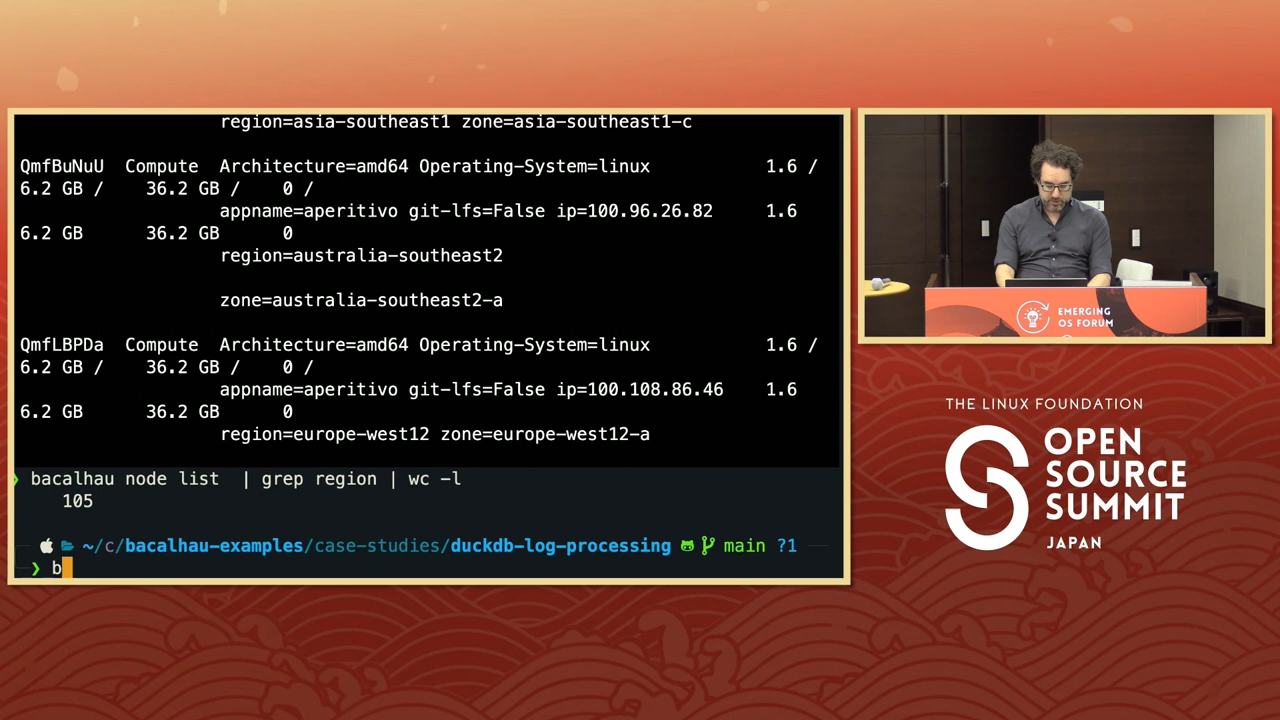 region=asia-southeast1 zone=asia-southeast1-c
QmfBuNuU Compute Architecture=amd64 Operating-System=linux 1.6 /
6.2 GB / 36.2 GB / 0 /
appname=aperitivo git-lfs=False ip=100.96.26.82 1.6
6.2 GB 36.2 GB 0
region=australia-southeast2
zone=australia-southeast2-a
QmfLBPDa Compute Architecture=amd64 Operating-System=linux 1.6 /
6.2 GB / 36.2 GB / 0 /
appname=aperitivo git-lfs=False ip=100.108.86.46 1.6
6.2 GB 36.2 GB 0
region=europe-west12 zone=europe-west12-a
❯ bacalhau node list | grep region | wc -l
105
~/c/bacalhau-examples/case-studies/duckdb-log-processing main ?1
❯ b
EMERGING
OS FORUM
THE LINUX FOUNDATION
OPEN
SOURCE
SUMMIT
JAPAN